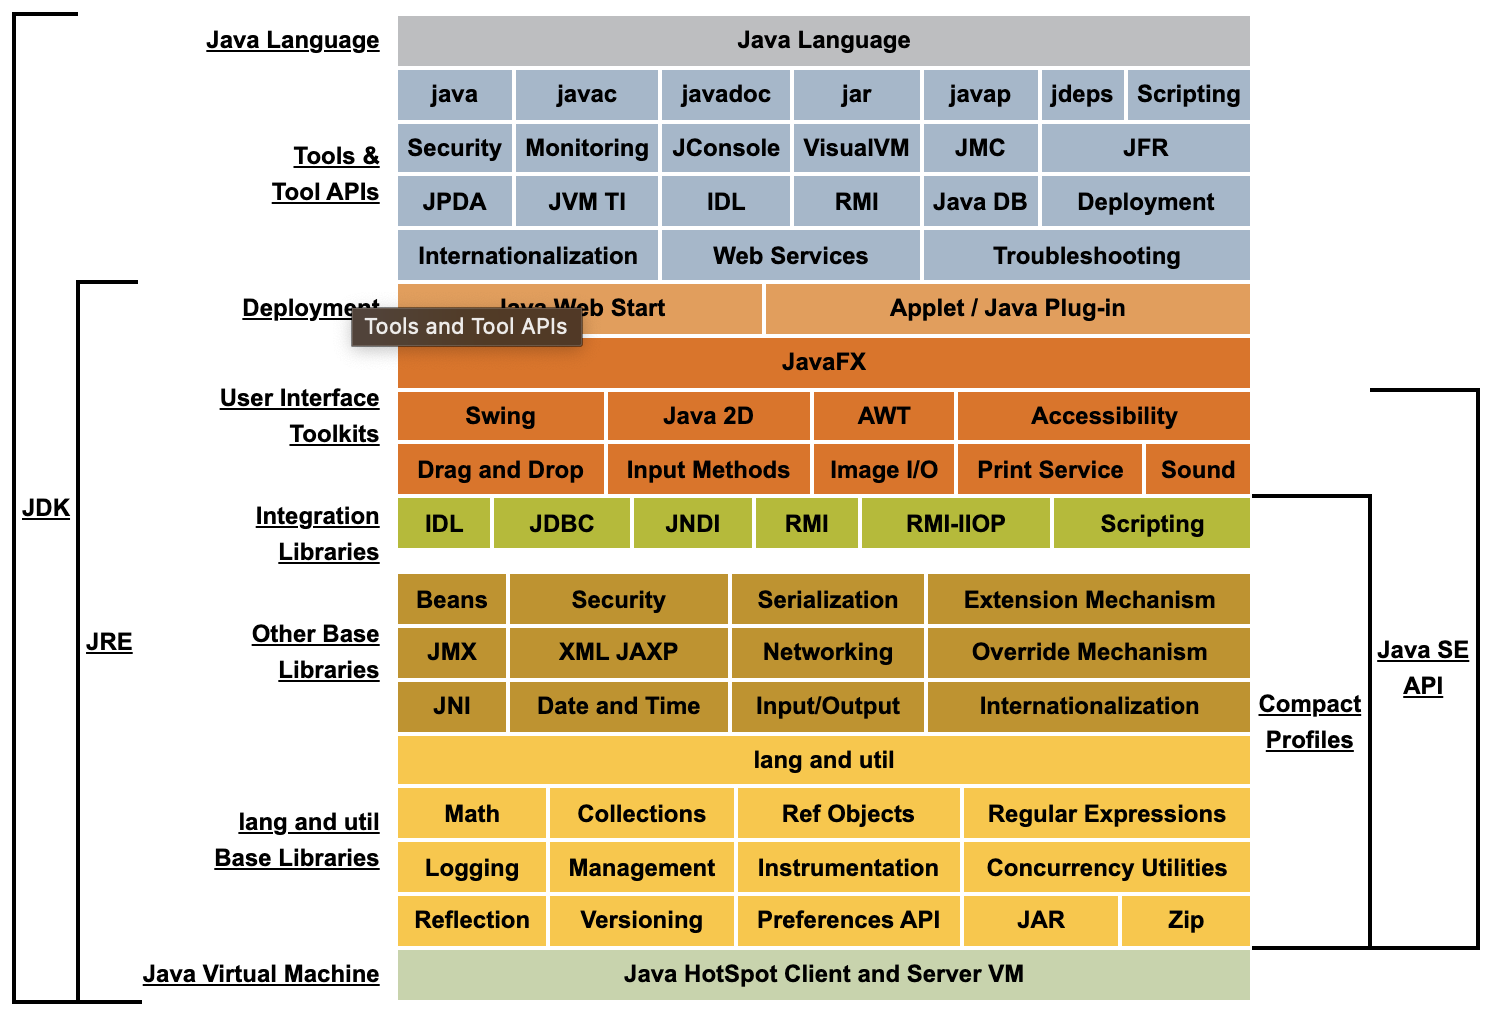 Java Language
Java Language
java javac javadoc jar javap jdeps Scripting
Tools &
Tool APIs
Security Monitoring JConsole VisualVM JMC JFR
JPDA JVM TI IDL RMI Java DB Deployment
Internationalization Web Services Troubleshooting
Deployment
Java Web Start Applet / Java Plug-in
Tools and Tool APIs
JavaFX
User Interface
Toolkits
Swing Java 2D AWT Accessibility
Drag and Drop Input Methods Image I/O Print Service Sound
JDK
Integration
Libraries
IDL JDBC JNDI RMI RMI-IIOP Scripting
JRE
Other Base
Libraries
Beans Security Serialization Extension Mechanism
JMX XML JAXP Networking Override Mechanism
JNI Date and Time Input/Output Internationalization
Java SE
API
Compact
Profiles
lang and util
lang and util
Base Libraries
Math Collections Ref Objects Regular Expressions
Logging Management Instrumentation Concurrency Utilities
Reflection Versioning Preferences API JAR Zip
Java Virtual Machine
Java HotSpot Client and Server VM